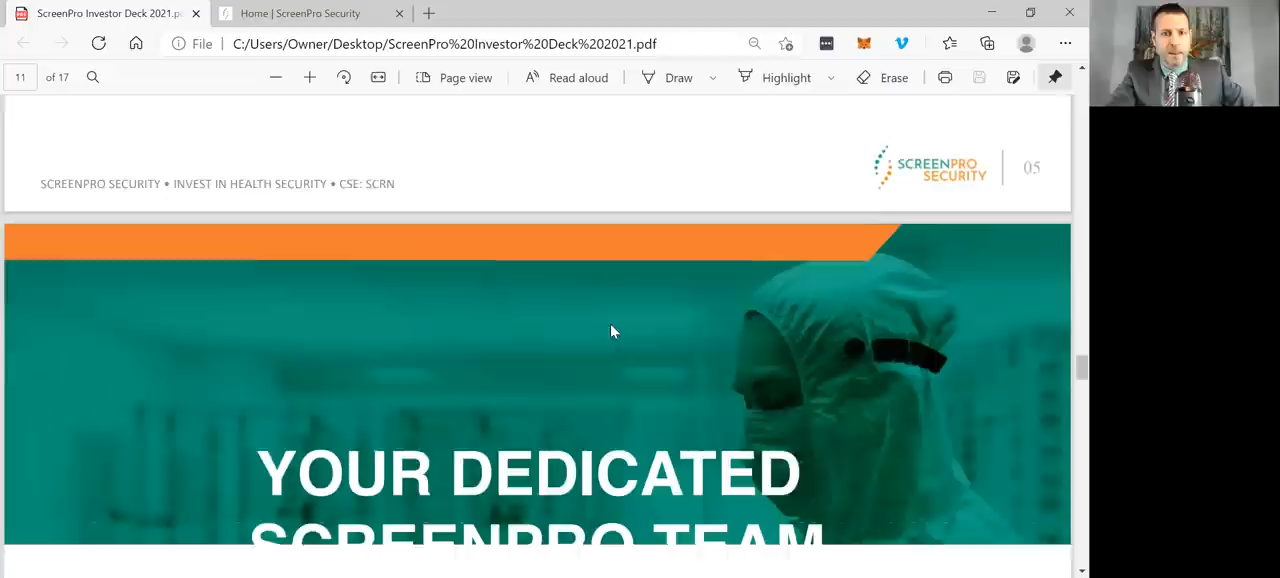 ScreenPro Investor Deck 2021.p
Home | ScreenPro Security
File
C:/Users/Owner/Desktop/ScreenPro%20Investor%20Deck%202021.pdf
11
of 17
Page view
Read aloud
Draw
Highlight
Erase
SCREENPRO SECURITY • INVEST IN HEALTH SECURITY • CSE: SCRN
SCREENPRO
SECURITY
05
YOUR DEDICATED
SCREENPRO TEAM